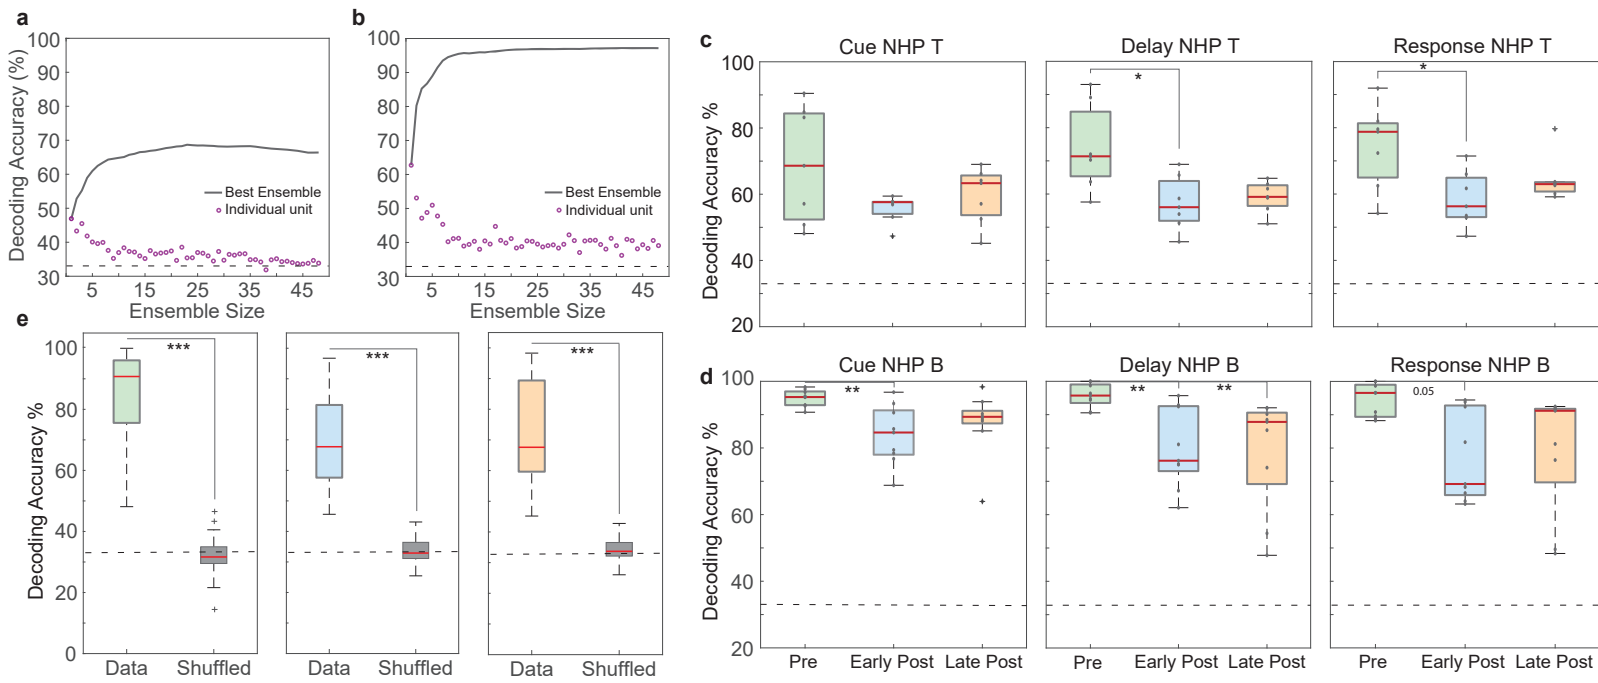 a
100
90
80
70
60
50
40
30
Decoding Accuracy (%)
Best Ensemble
Individual unit
5 15 25 35 45
Ensemble Size
b
100
90
80
70
60
50
40
30
Best Ensemble
Individual unit
5 15 25 35 45
Ensemble Size
c
Cue NHP T
Delay NHP T
Response NHP T
100
80
60
40
20
Decoding Accuracy %
*
*
d
Cue NHP B
Delay NHP B
Response NHP B
100
80
60
40
20
Decoding Accuracy %
**
**
**
0.05
Pre Early Post Late Post
Pre Early Post Late Post
Pre Early Post Late Post
e
100
80
60
40
20
0
Decoding Accuracy %
***
***
***
Data Shuffled
Data Shuffled
Data Shuffled